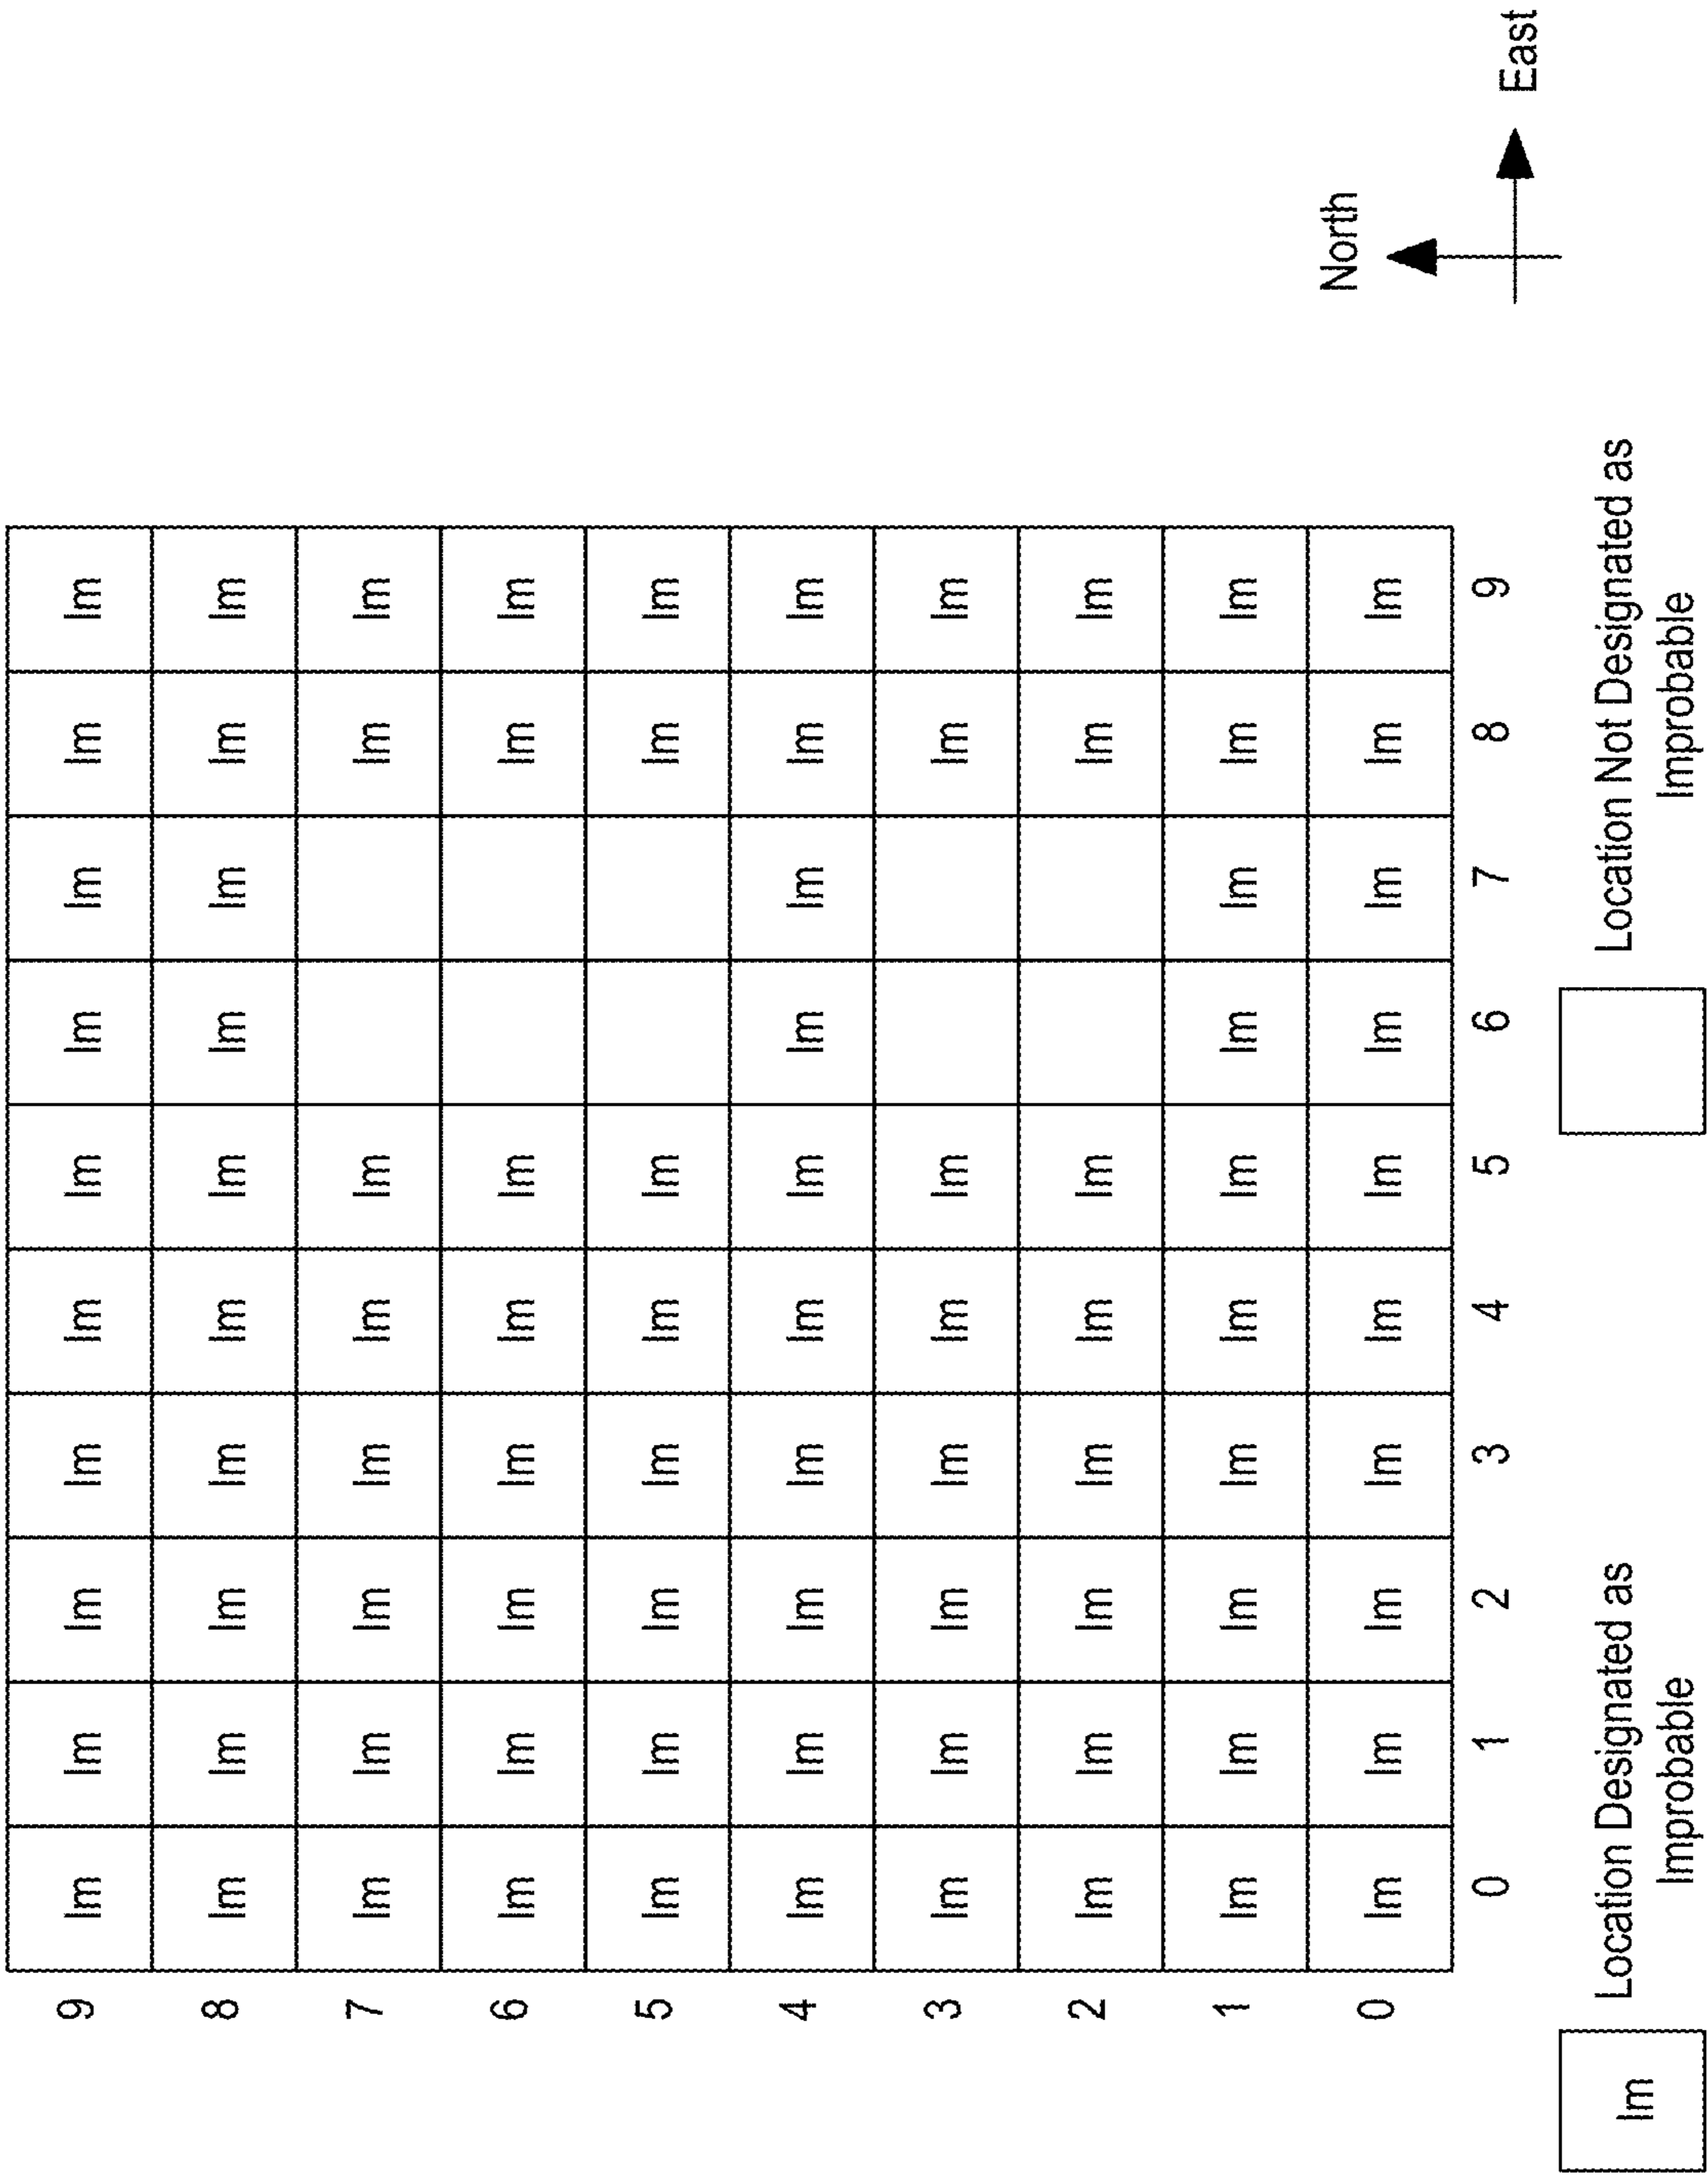 9 Im Im Im Im Im Im Im Im Im Im
8 Im Im Im Im Im Im Im Im Im Im
7 Im Im Im Im Im Im Im Im
6 Im Im Im Im Im Im Im Im
5 Im Im Im Im Im Im Im Im
4 Im Im Im Im Im Im Im Im Im Im
3 Im Im Im Im Im Im Im Im
2 Im Im Im Im Im Im Im Im
1 Im Im Im Im Im Im Im Im Im Im
0 Im Im Im Im Im Im Im Im Im Im
0 1 2 3 4 5 6 7 8 9
North
East
Im
Location Designated as
Improbable
Location Not Designated as
Improbable